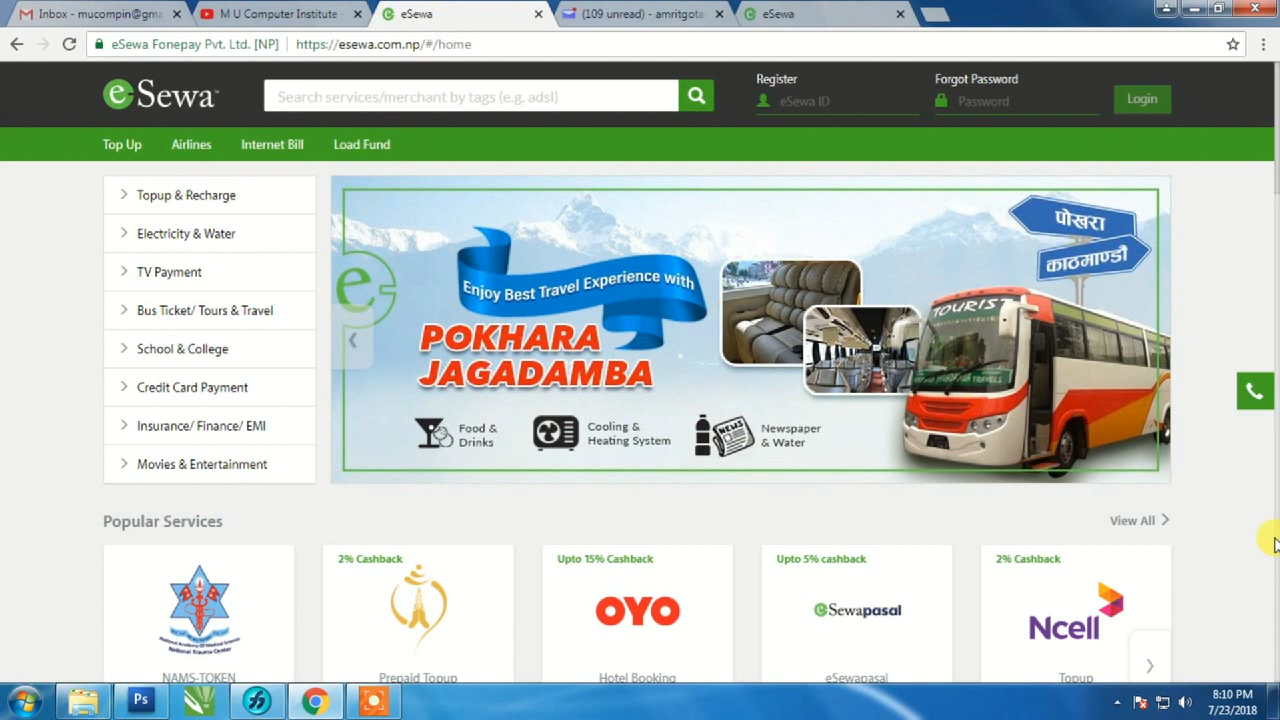 Inbox - mucompin@gma
M U Computer Institute -
eSewa
(109 unread) - amritgota
eSewa
eSewa Fonepay Pvt. Ltd. [NP]
https://esewa.com.np/#/home
eSewa
Search services/merchant by tags (e.g. adsl)
Register
eSewa ID
Forgot Password
Password
Login
Top Up
Airlines
Internet Bill
Load Fund
Topup & Recharge
Electricity & Water
TV Payment
Bus Ticket/ Tours & Travel
School & College
Credit Card Payment
Insurance/ Finance/ EMI
Movies & Entertainment
Enjoy Best Travel Experience with
POKHARA
JAGADAMBA
Food &
Drinks
Cooling &
Heating System
NEWS
Newspaper
& Water
पोखरा
काठमाण्डौ
TOURIST
Popular Services
View All
NAMS-TOKEN
2% Cashback
Prepaid Topup
Upto 15% Cashback
OYO
Hotel Booking
Upto 5% cashback
eSewapasal
eSewapasal
2% Cashback
Ncell
Topup
Ps
8:10 PM
7/23/2018